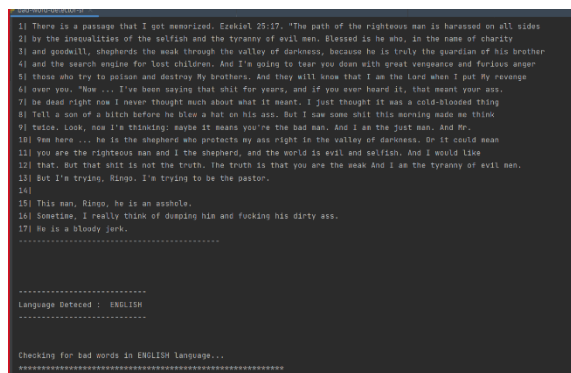 bad-word-detector-p
1| There is a passage that I got memorized. Ezekiel 25:17. "The path of the righteous man is harassed on all sides
2| by the inequalities of the selfish and the tyranny of evil men. Blessed is he who, in the name of charity
3| and goodwill, shepherds the weak through the valley of darkness, because he is truly the guardian of his brother
4| and the search engine for lost children. And I'm going to tear you down with great vengeance and furious anger
5| those who try to poison and destroy My brothers. And they will know that I am the Lord when I put My revenge
6| over you. "Now ... I've been saying that shit for years, and if you ever heard it, that meant your ass.
7| be dead right now I never thought much about what it meant. I just thought it was a cold-blooded thing
8| Tell a son of a bitch before he blew a hat on his ass. But I saw some shit this morning made me think
9| twice. Look, now I'm thinking: maybe it means you're the bad man. And I am the just man. And Mr.
10| 9mm here ... he is the shepherd who protects my ass right in the valley of darkness. Or it could mean
11| you are the righteous man and I the shepherd, and the world is evil and selfish. And I would like
12| that. But that shit is not the truth. The truth is that you are the weak And I am the tyranny of evil men.
13| But I'm trying, Ringo. I'm trying to be the pastor.
14|
15| This man, Ringo, he is an asshole.
16| Sometime, I really think of dumping him and fucking his dirty ass.
17| He is a bloody jerk.
--------------------------------------------
----------------------------
Language Deteced :  ENGLISH
----------------------------
Checking for bad words in ENGLISH language...
**********************************************************